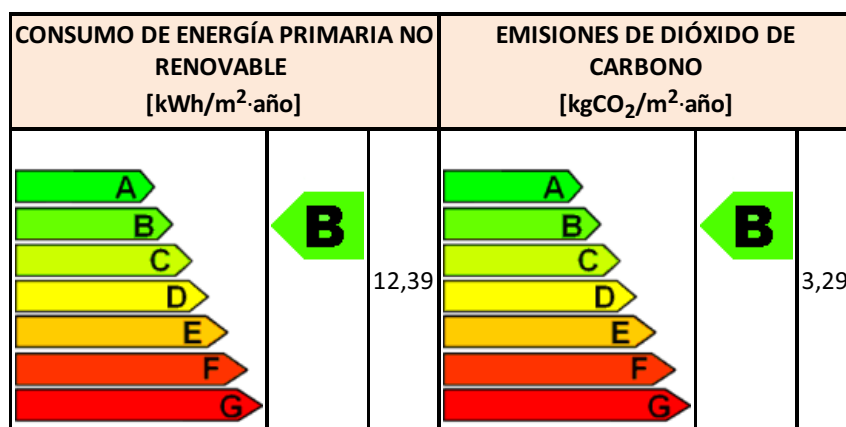 CONSUMO DE ENERGÍA PRIMARIA NO
RENOVABLE
[kWh/m²·año]
EMISIONES DE DIÓXIDO DE
CARBONO
[kgCO₂/m²·año]
A
B
C
D
E
F
G
B
12,39
A
B
C
D
E
F
G
B
3,29